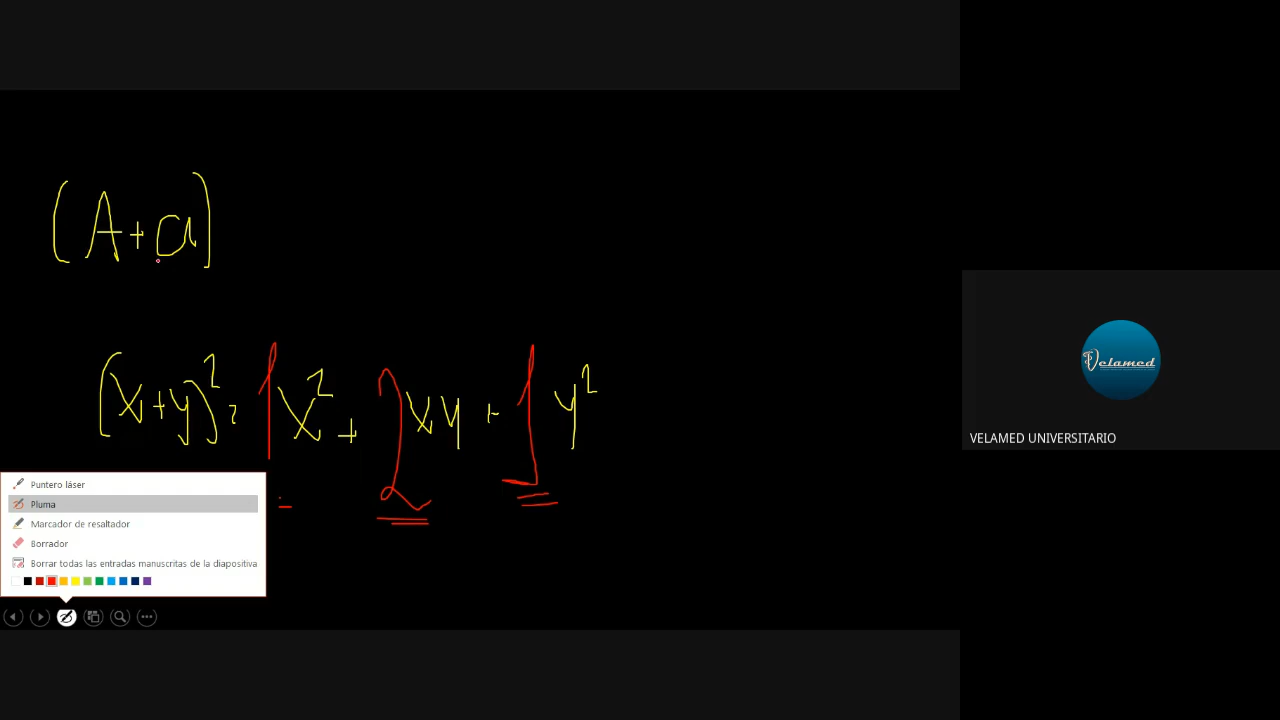 (A+a)
(x+y)²= 1x²+2xy+1y²
Puntero láser
Pluma
Marcador de resaltador
Borrador
Borrar todas las entradas manuscritas de la diapositiva
Velamed
VELAMED UNIVERSITARIO